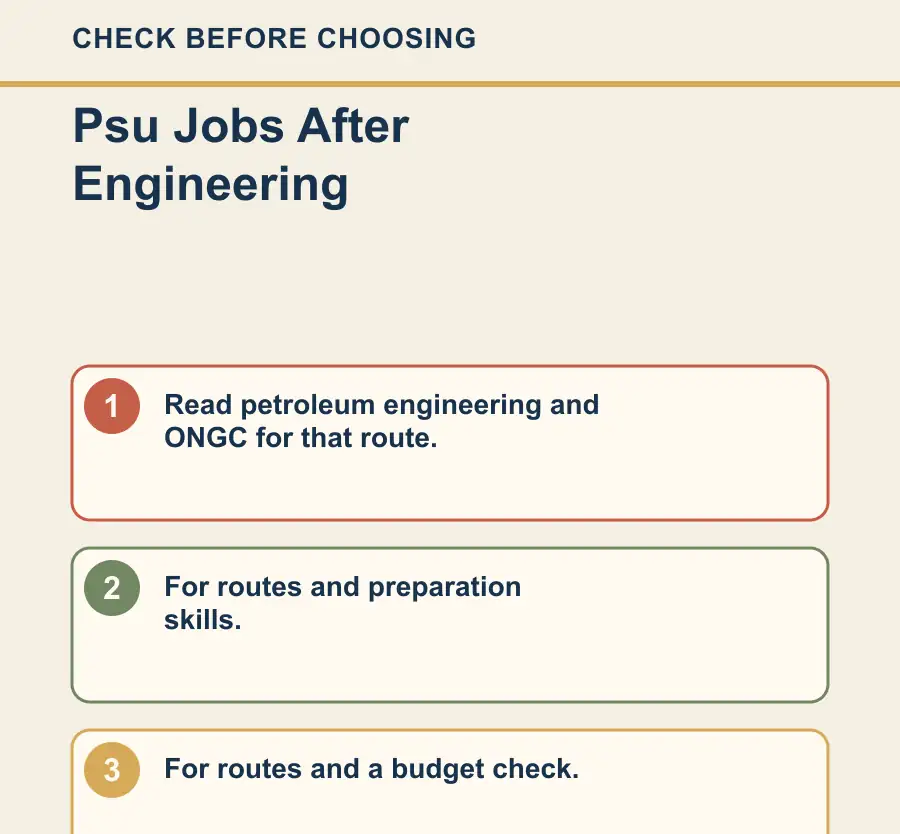 CHECK BEFORE CHOOSING
Psu Jobs After
Engineering
1
Read petroleum engineering and
ONGC for that route.
2
For routes and preparation
skills.
3
For routes and a budget check.